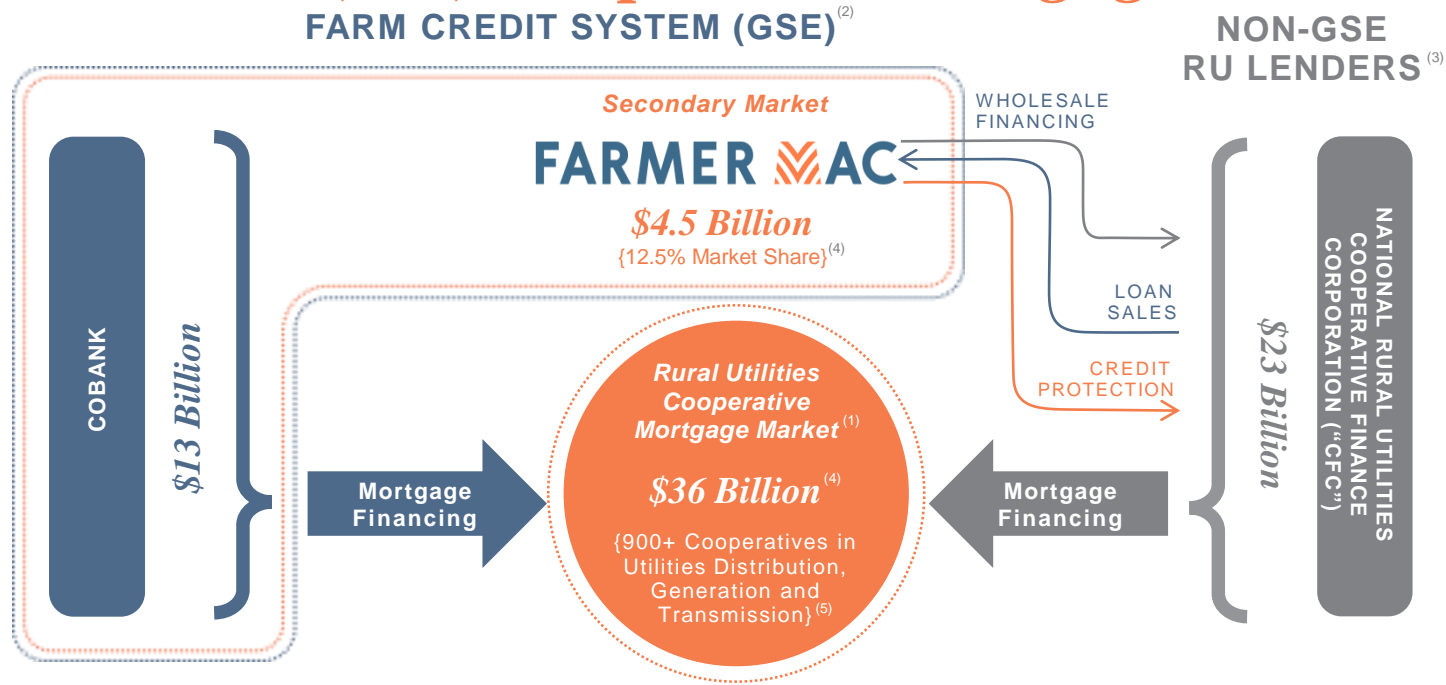 FARM CREDIT SYSTEM (GSE)(2)
NON-GSE
RU LENDERS(3)
Secondary Market
FARMER MAC
$4.5 Billion
{12.5% Market Share}(4)
WHOLESALE
FINANCING
LOAN
SALES
CREDIT
PROTECTION
COBANK
$13 Billion
Mortgage
Financing
Rural Utilities
Cooperative
Mortgage Market(1)
$36 Billion(4)
{900+ Cooperatives in
Utilities Distribution,
Generation and
Transmission}(5)
Mortgage
Financing
$23 Billion
NATIONAL RURAL UTILITIES
COOPERATIVE FINANCE
CORPORATION (“CFC”)